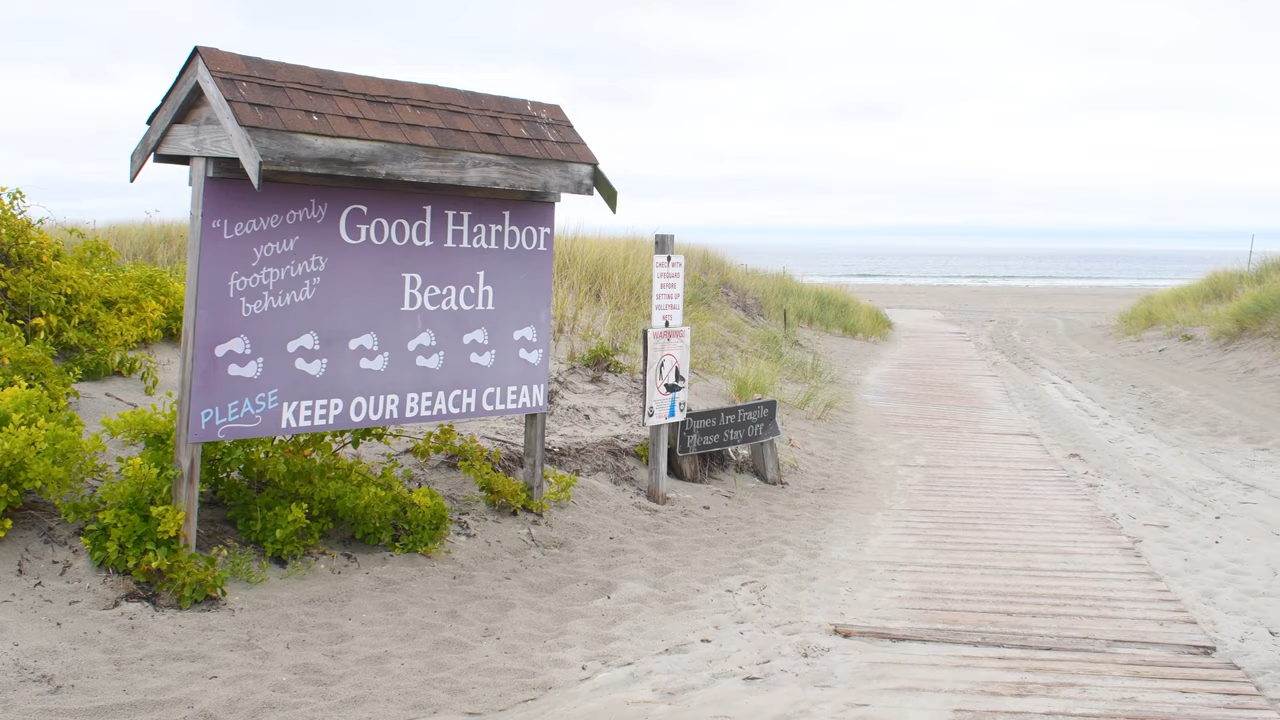 “Leave only
your
footprints
behind”
Good Harbor
Beach
PLEASE
KEEP OUR BEACH CLEAN
CHECK WITH
LIFEGUARD
BEFORE
SETTING UP
VOLLEYBALL
NETS
WARNING!
Dunes Are Fragile
Please Stay Off